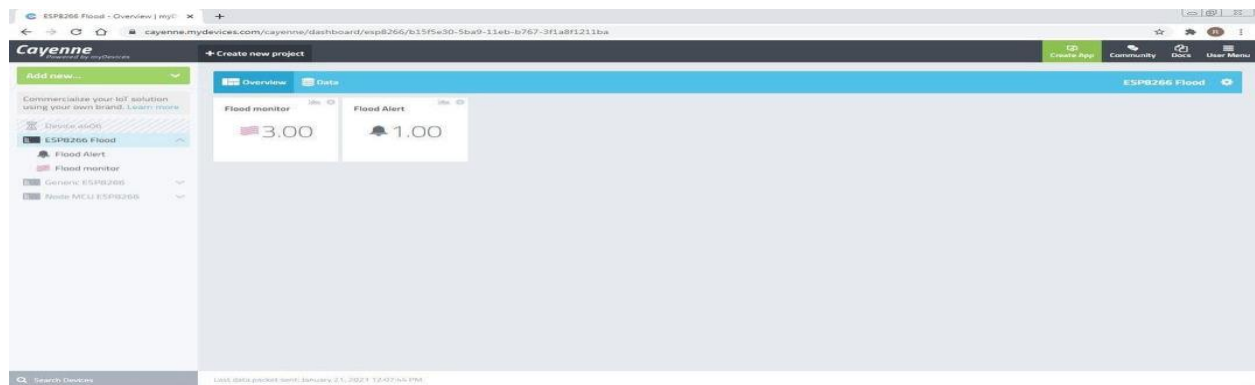 ESP8266 Flood - Overview | myD
cayenne.mydevices.com/cayenne/dashboard/esp8266/b15f5e30-5ba9-11eb-b767-3f1a8f1211ba
Cayenne
Powered by myDevices
+ Create new project
Create App
Community
Docs
User Menu
Add new...
Commercialize your IoT solution
using your own brand. Learn more
Device
ESP8266 Flood
Flood Alert
Flood monitor
Generic ESP8266
Node MCU ESP8266
Search Devices
Overview
Data
ESP8266 Flood
Flood monitor
3.00
Flood Alert
1.00
Last data packet sent: January 21, 2021 12:07:44 PM